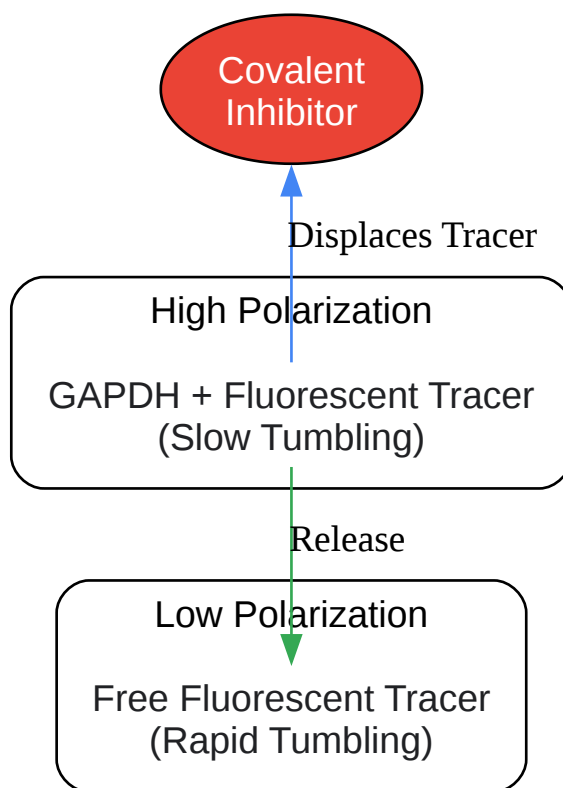 Covalent
Inhibitor
Displaces Tracer
High Polarization
GAPDH + Fluorescent Tracer
(Slow Tumbling)
Release
Low Polarization
Free Fluorescent Tracer
(Rapid Tumbling)